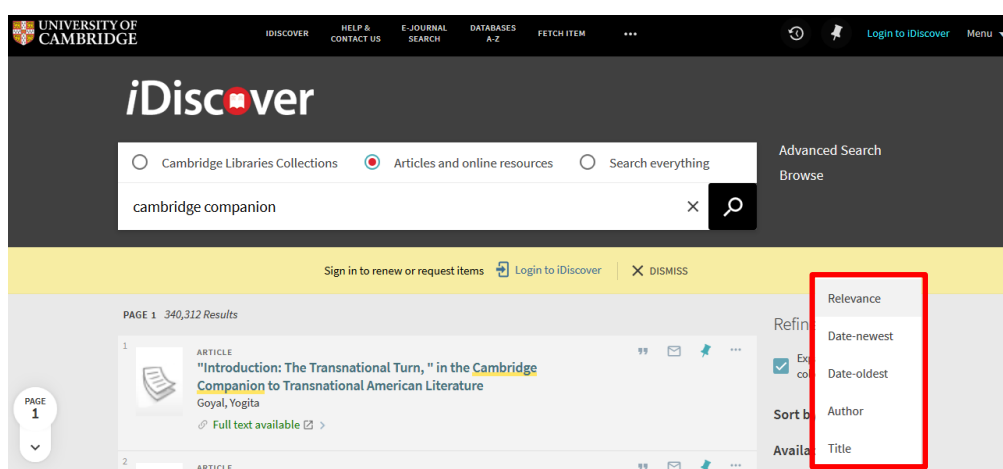 UNIVERSITY OF
CAMBRIDGE
IDISCOVER
HELP &
CONTACT US
E-JOURNAL
SEARCH
DATABASES
A-Z
FETCH ITEM
Login to iDiscover
Menu
iDiscover
Cambridge Libraries Collections
Articles and online resources
Search everything
Advanced Search
Browse
cambridge companion
Sign in to renew or request items
Login to iDiscover
DISMISS
PAGE 1 340,312 Results
1
ARTICLE
"Introduction: The Transnational Turn, " in the Cambridge
Companion to Transnational American Literature
Goyal, Yogita
Full text available
2
ARTICLE
PAGE
1
Refin
Exp
col
Sort b
Availa
Relevance
Date-newest
Date-oldest
Author
Title